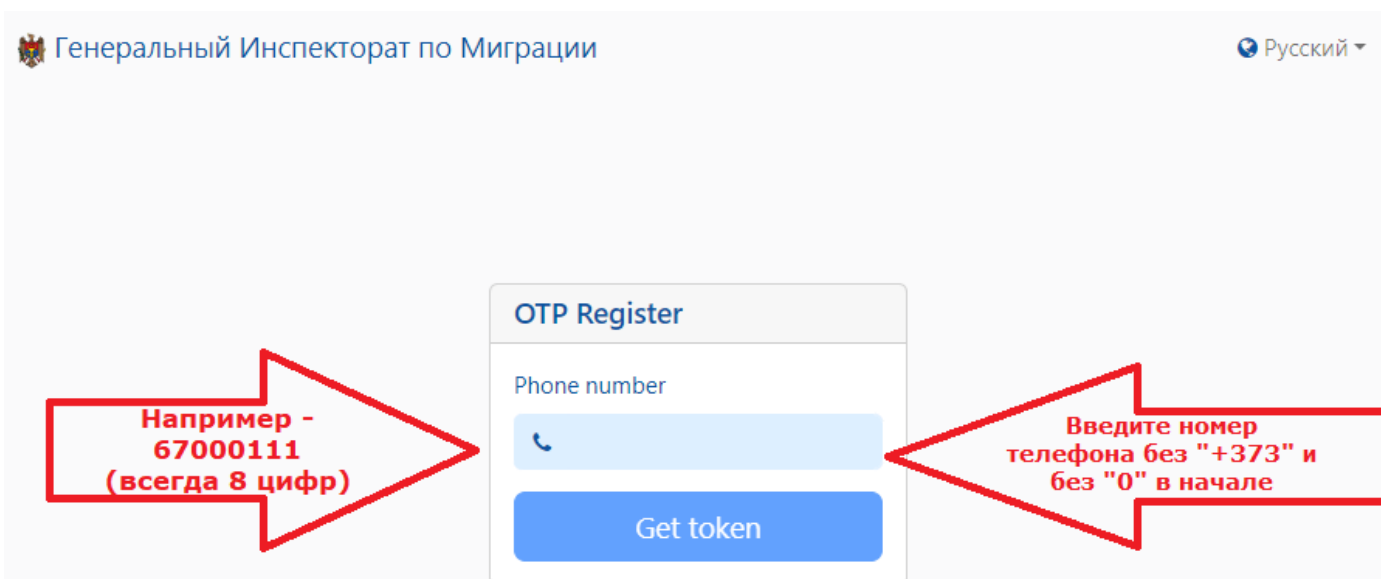 Генеральный Инспекторат по Миграции
Русский
OTP Register
Phone number
Например -
67000111
(всегда 8 цифр)
Введите номер
телефона без "+373" и
без "0" в начале
Get token